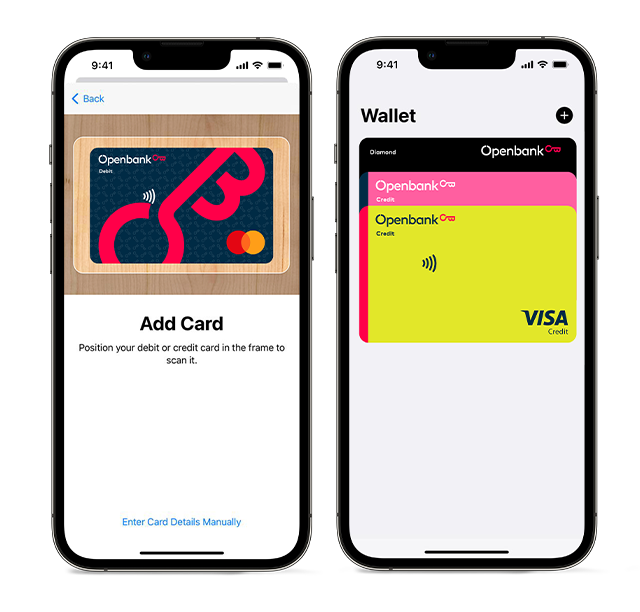 9:41
Back
Openbank
Debit
Add Card
Position your debit or credit card in the frame to
scan it.
Enter Card Details Manually
9:41
Wallet
Diamond
Openbank
Openbank
Credit
Openbank
Credit
VISA
Credit